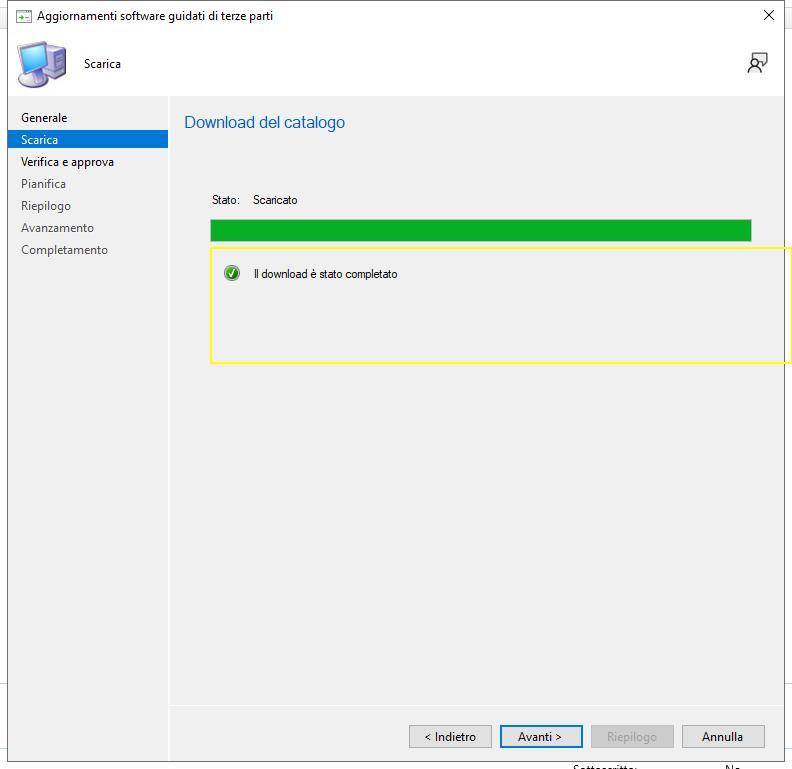 Aggiornamenti software guidati di terze parti
Scarica
Generale
Scarica
Verifica e approva
Pianifica
Riepilogo
Avanzamento
Completamento
Download del catalogo
Stato: Scaricato
Il download è stato completato
< Indietro
Avanti >
Riepilogo
Annulla